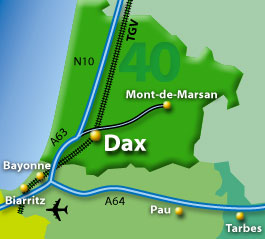 TGV
N10
40
Mont-de-Marsan
A63
Dax
Bayonne
Biarritz
A64
Pau
Tarbes